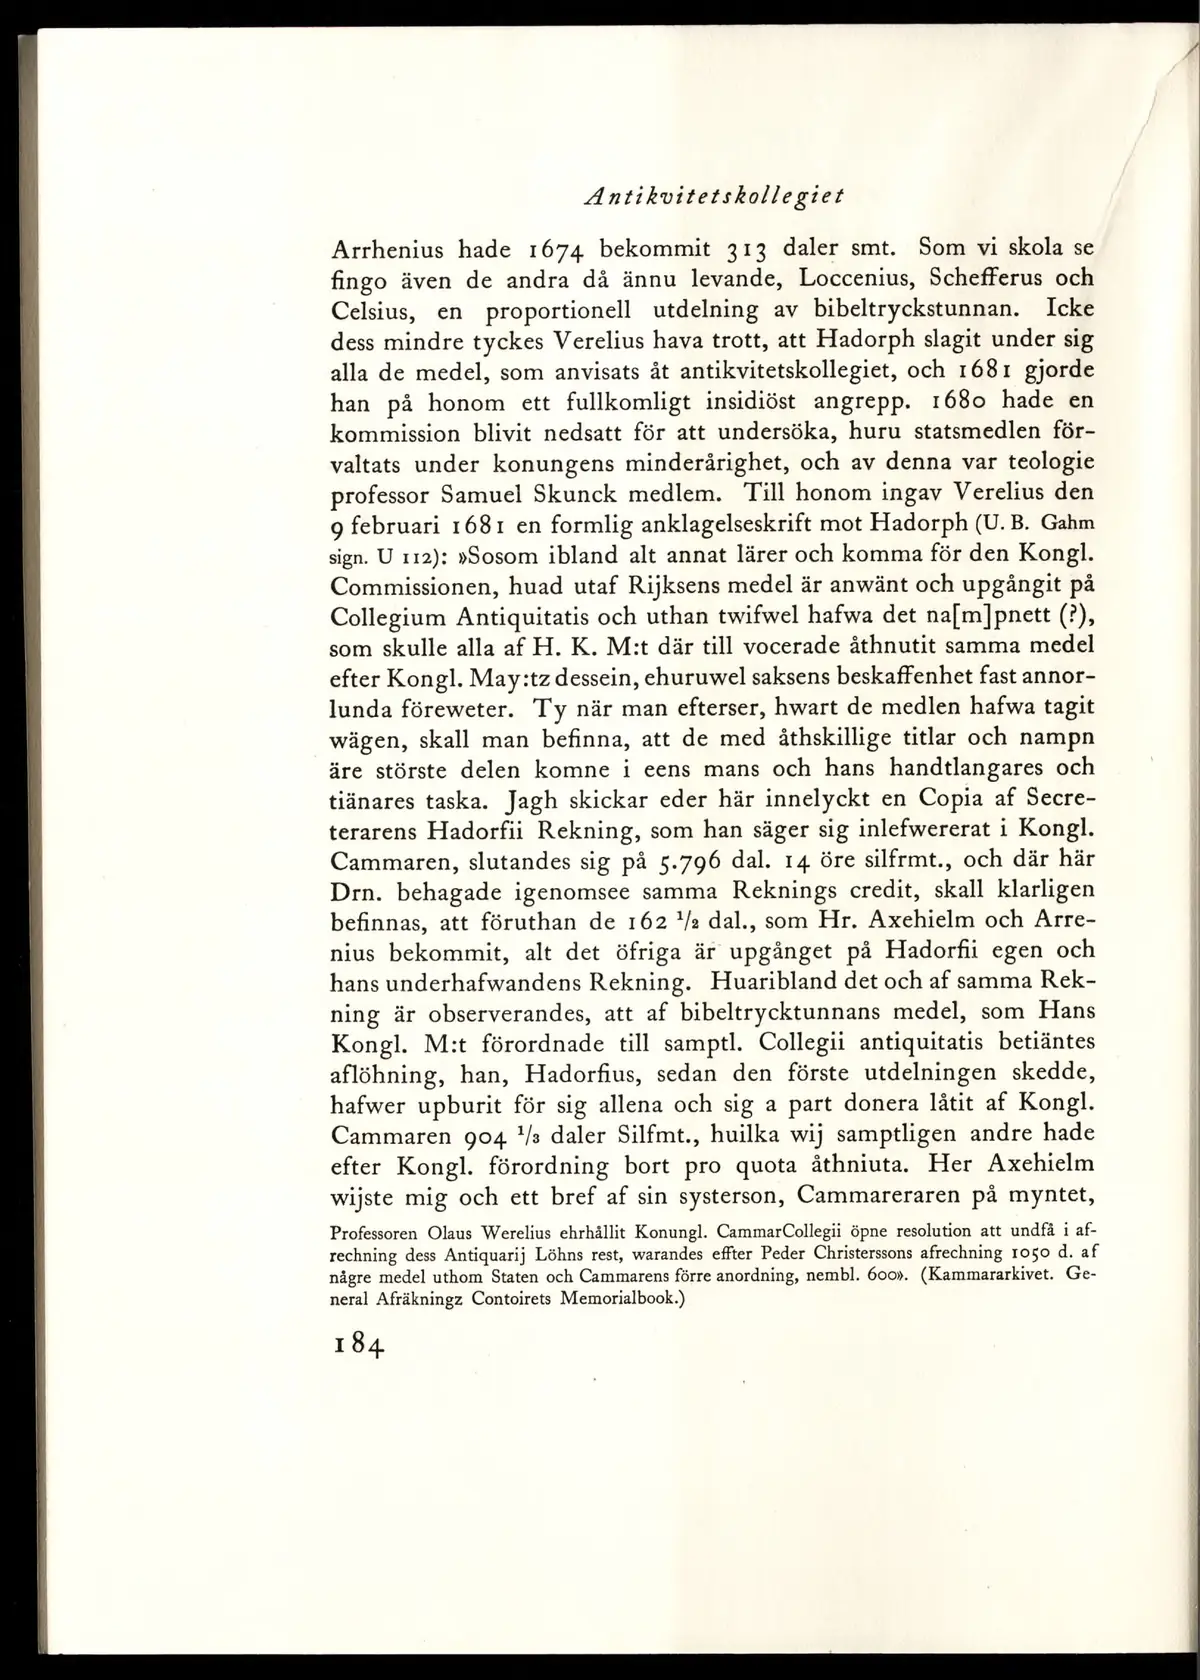 Antikvitetskollegiet
Arrhenius hade 1674 bekommit 313 daler smt. Som vi skola se
fingo även de andra då ännu levande, Loccenius, Schefferus och
Celsius, en proportionell utdelning av bibeltryckstunnan. Icke
dess mindre tyckes Verelius hava trott, att Hadorph slagit under sig
alla de medel, som anvisats åt antikvitetskollegiet, och 1681 gjorde
han på honom ett fullkomligt insidiöst angrepp. 1680 hade en
kommission blivit nedsatt för att undersöka, huru statsmedlen för-
valtats under konungens minderårighet, och av denna var teologie
professor Samuel Skunck medlem. Till honom ingav Verelius den
9 februari 1681 en formlig anklagelseskrift mot Hadorph (U. B. Gahm
sign. U 112): »Sosom ibland alt annat lärer och komma för den Kongl.
Commissionen, huad utaf Rijksens medel är anwänt och upgångit på
Collegium Antiquitatis och uthan twifwel hafwa det na[m]pnett (?),
som skulle alla af H. K. M:t där till vocerade åthnutit samma medel
efter Kongl. May:tz dessein, ehuruwel saksens beskaffenhet fast annor-
lunda föreweter. Ty när man efterser, hwart de medlen hafwa tagit
wägen, skall man befinna, att de med åthskillige titlar och nampn
äre störste delen komne i eens mans och hans handtlangares och
tiänares taska. Jagh skickar eder här innelyckt en Copia af Secre-
terarens Hadorfii Rekning, som han säger sig inlefwererat i Kongl.
Cammaren, slutandes sig på 5.796 dal. 14 öre silfrmt., och där här
Drn. behagade igenomsee samma Reknings credit, skall klarligen
befinnas, att föruthan de 162 1/2 dal., som Hr. Axehielm och Arre-
nius bekommit, alt det öfriga är upgånget på Hadorfii egen och
hans underhafwandens Rekning. Huaribland det och af samma Rek-
ning är observerandes, att af bibeltrycktunnans medel, som Hans
Kongl. M:t förordnade till samptl. Collegii antiquitatis betiäntes
aflöhning, han, Hadorfius, sedan den förste utdelningen skedde,
hafwer upburit för sig allena och sig a part donera låtit af Kongl.
Cammaren 904 1/3 daler Silfmt., huilka wij samptligen andre hade
efter Kongl. förordning bort pro quota åthniuta. Her Axehielm
wijste mig och ett bref af sin systerson, Cammareraren på myntet,
Professoren Olaus Werelius ehrhållit Konungl. CammarCollegii öpne resolution att undfå i af-
rechning dess Antiquarij Löhns rest, warandes effter Peder Christerssons afrechning 1050 d. af
någre medel uthom Staten och Cammarens förre anordning, nembl. 600». (Kammararkivet. Ge-
neral Afräkningz Contoirets Memorialbook.)
184